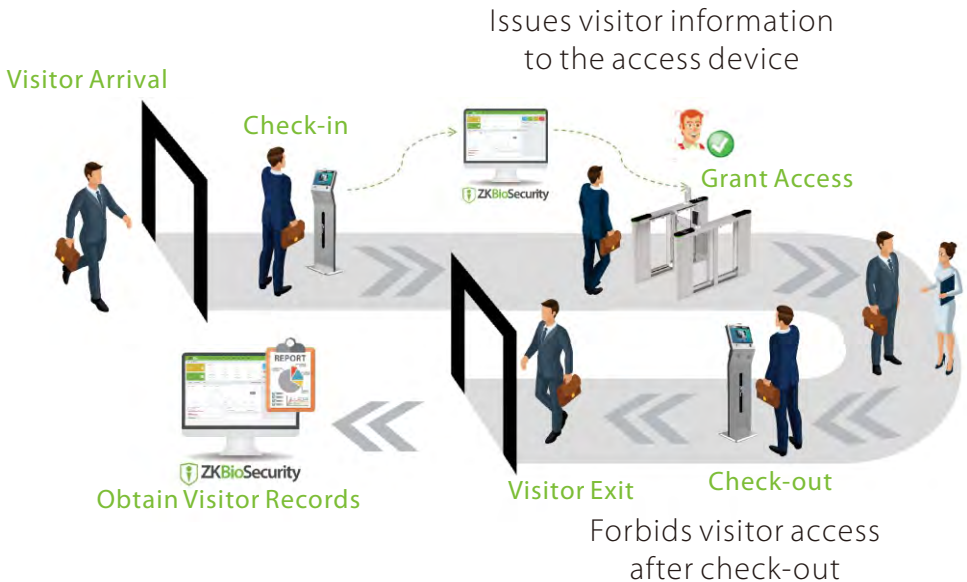 Issues visitor information
to the access device
Visitor Arrival
Check-in
ZKBioSecurity
Grant Access
REPORT
ZKBioSecurity
Obtain Visitor Records
Visitor Exit
Check-out
Forbids visitor access
after check-out